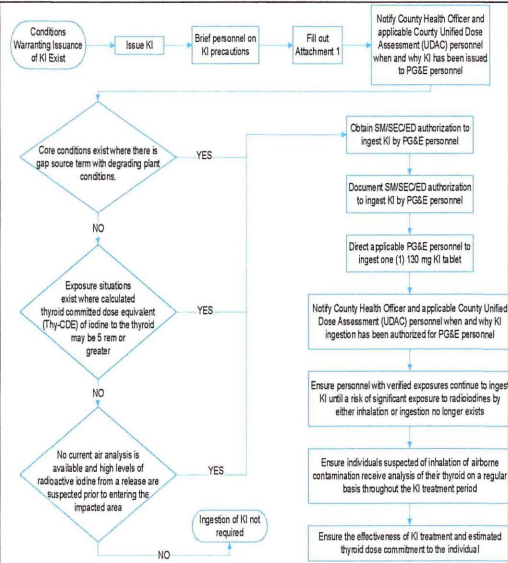 Conditions
Warranting Issuance
of KI Exist
Issue KI
Brief personnel on
KI precautions
Fill out
Attachment 1
Notify County Health Officer and
applicable County Unified Dose
Assessment (UDAC) personnel
when and why KI has been issued
to PG&E personnel
Core conditions exist where there is
gap source term with degrading plant
conditions.
YES
NO
Exposure situations
exist where calculated
thyroid committed dose equivalent
(Thy-CDE) of iodine to the thyroid
may be 5 rem or
greater
YES
NO
No current air analysis is
available and high levels of
radioactive iodine from a release are
suspected prior to entering the
impacted area
YES
NO
Ingestion of KI not
required
Obtain SM/SEC/ED authorization to
ingest KI by PG&E personnel
Document SM/SEC/ED authorization
to ingest KI by PG&E personnel
Direct applicable PG&E personnel to
ingest one (1) 130 mg KI tablet
Notify County Health Officer and applicable County Unified
Dose Assessment (UDAC) personnel when and why KI
ingestion has been authorized for PG&E personnel
Ensure personnel with verified exposures continue to ingest
KI until a risk of significant exposure to radioiodines by
either inhalation or ingestion no longer exists
Ensure individuals suspected of inhalation of airborne
contamination receive analysis of their thyroid on a regular
basis throughout the KI treatment period
Ensure the effectiveness of KI treatment and estimated
thyroid dose commitment to the individual